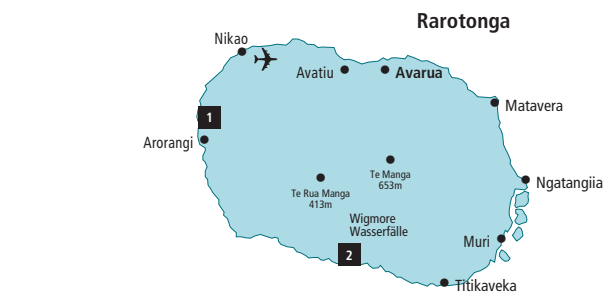 Rarotonga
Nikao
Avatiu
Avarua
Matavera
1
Arorangi
Te Manga
653m
Te Rua Manga
413m
Ngatangiia
Wigmore
Wasserfälle
Muri
2
Titikaveka